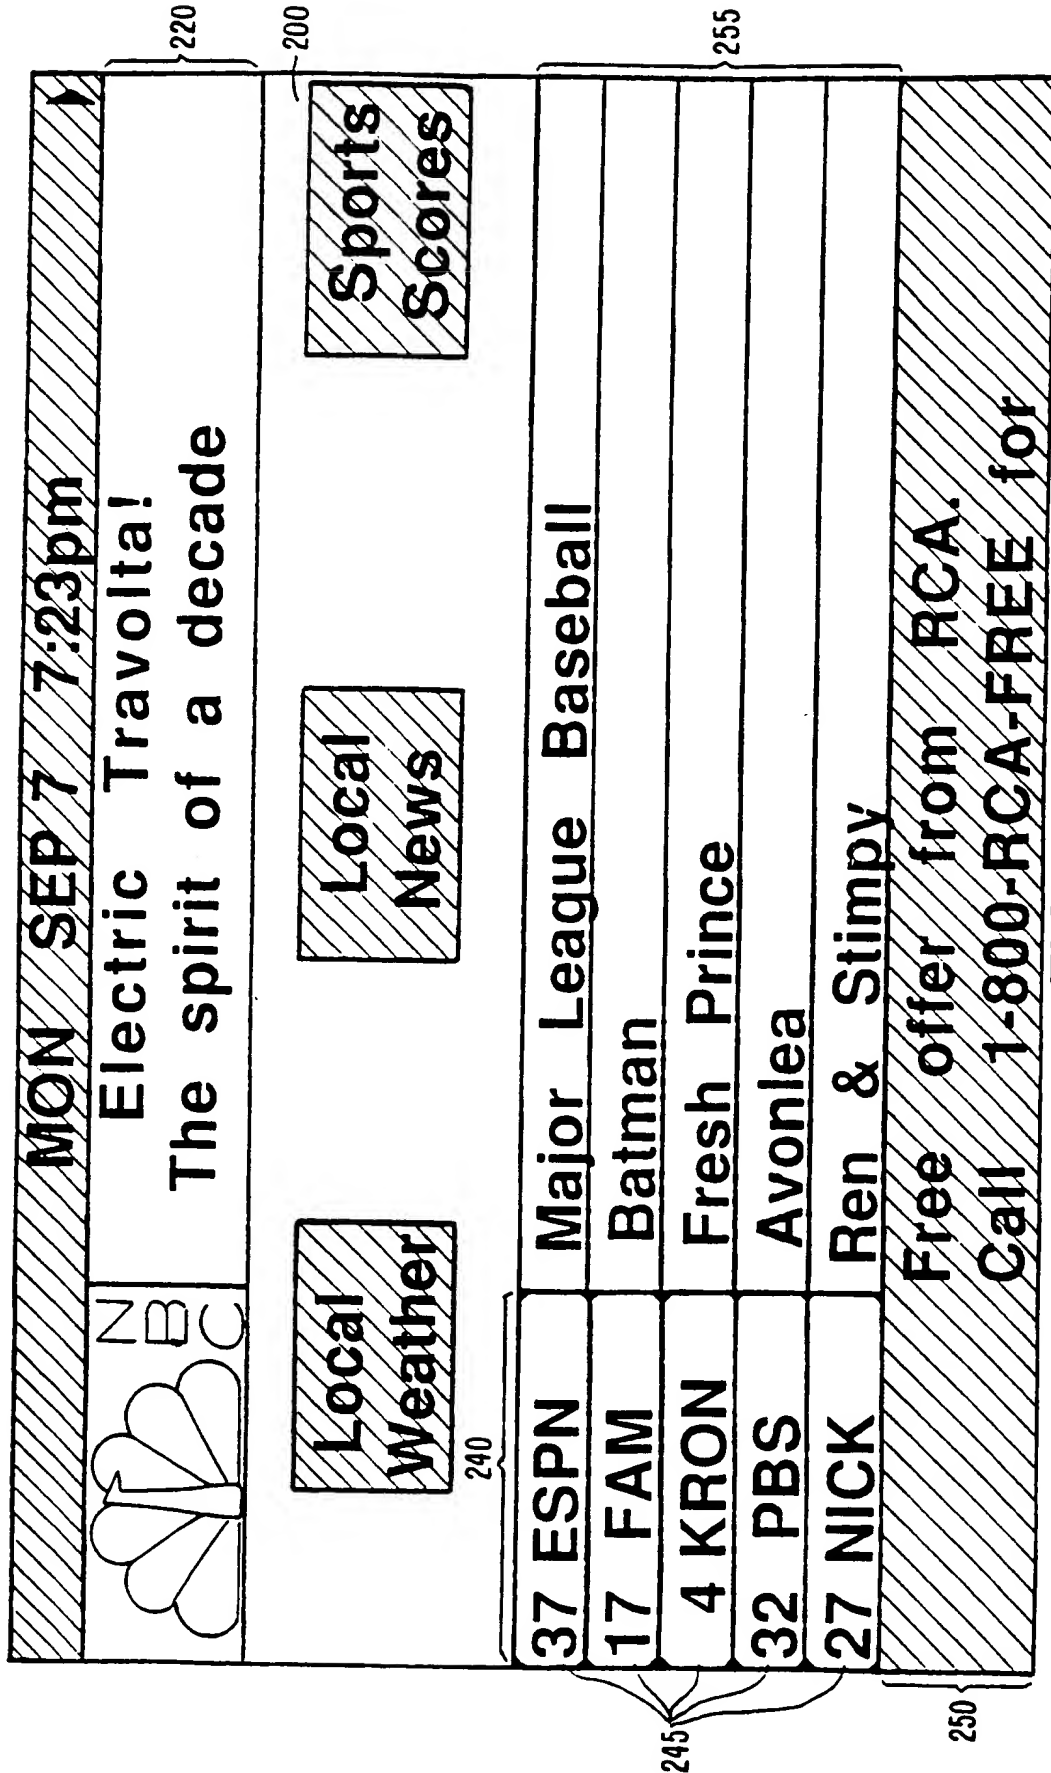 MON SEP 7 7:23pm
NBC
Electric Travolta!
The spirit of a decade
220
200
Local
Weather
Local
News
Sports
Scores
240
255
37 ESPN Major League Baseball
17 FAM Batman
4 KRON Fresh Prince
32 PBS Avonlea
27 NICK Ren & Stimpy
245
Free offer from RCA.
Call 1-800-RCA-FREE for
250